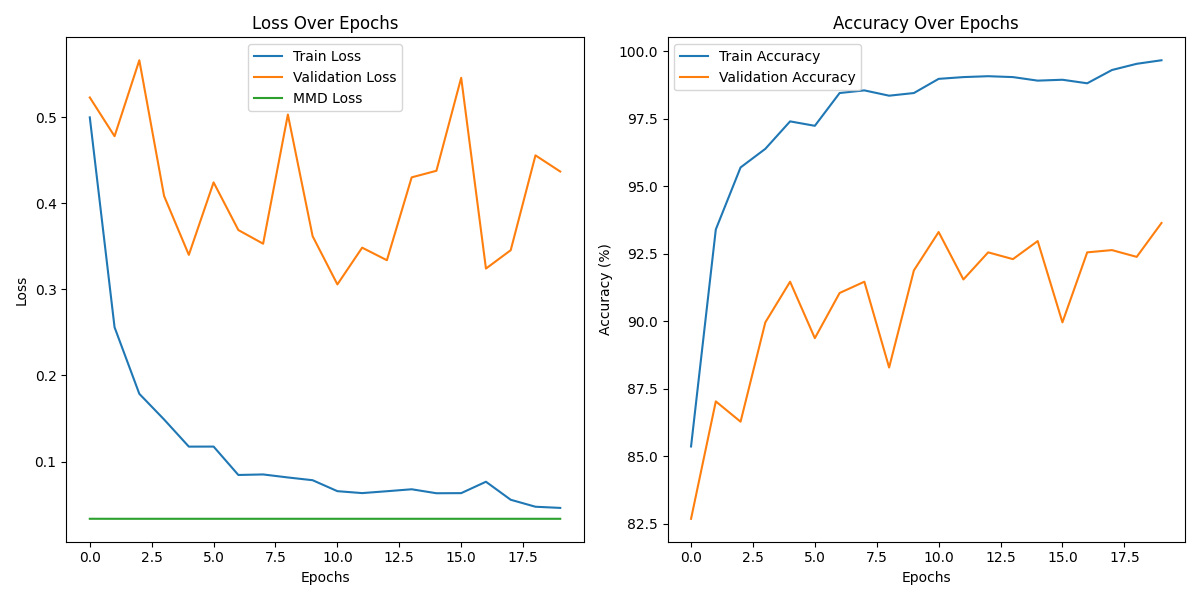 Loss Over Epochs
Train Loss
Validation Loss
MMD Loss
0.5
0.4
0.3
0.2
0.1
Loss
0.0 2.5 5.0 7.5 10.0 12.5 15.0 17.5
Epochs
Accuracy Over Epochs
Train Accuracy
Validation Accuracy
100.0
97.5
95.0
92.5
90.0
87.5
85.0
82.5
Accuracy (%)
0.0 2.5 5.0 7.5 10.0 12.5 15.0 17.5
Epochs